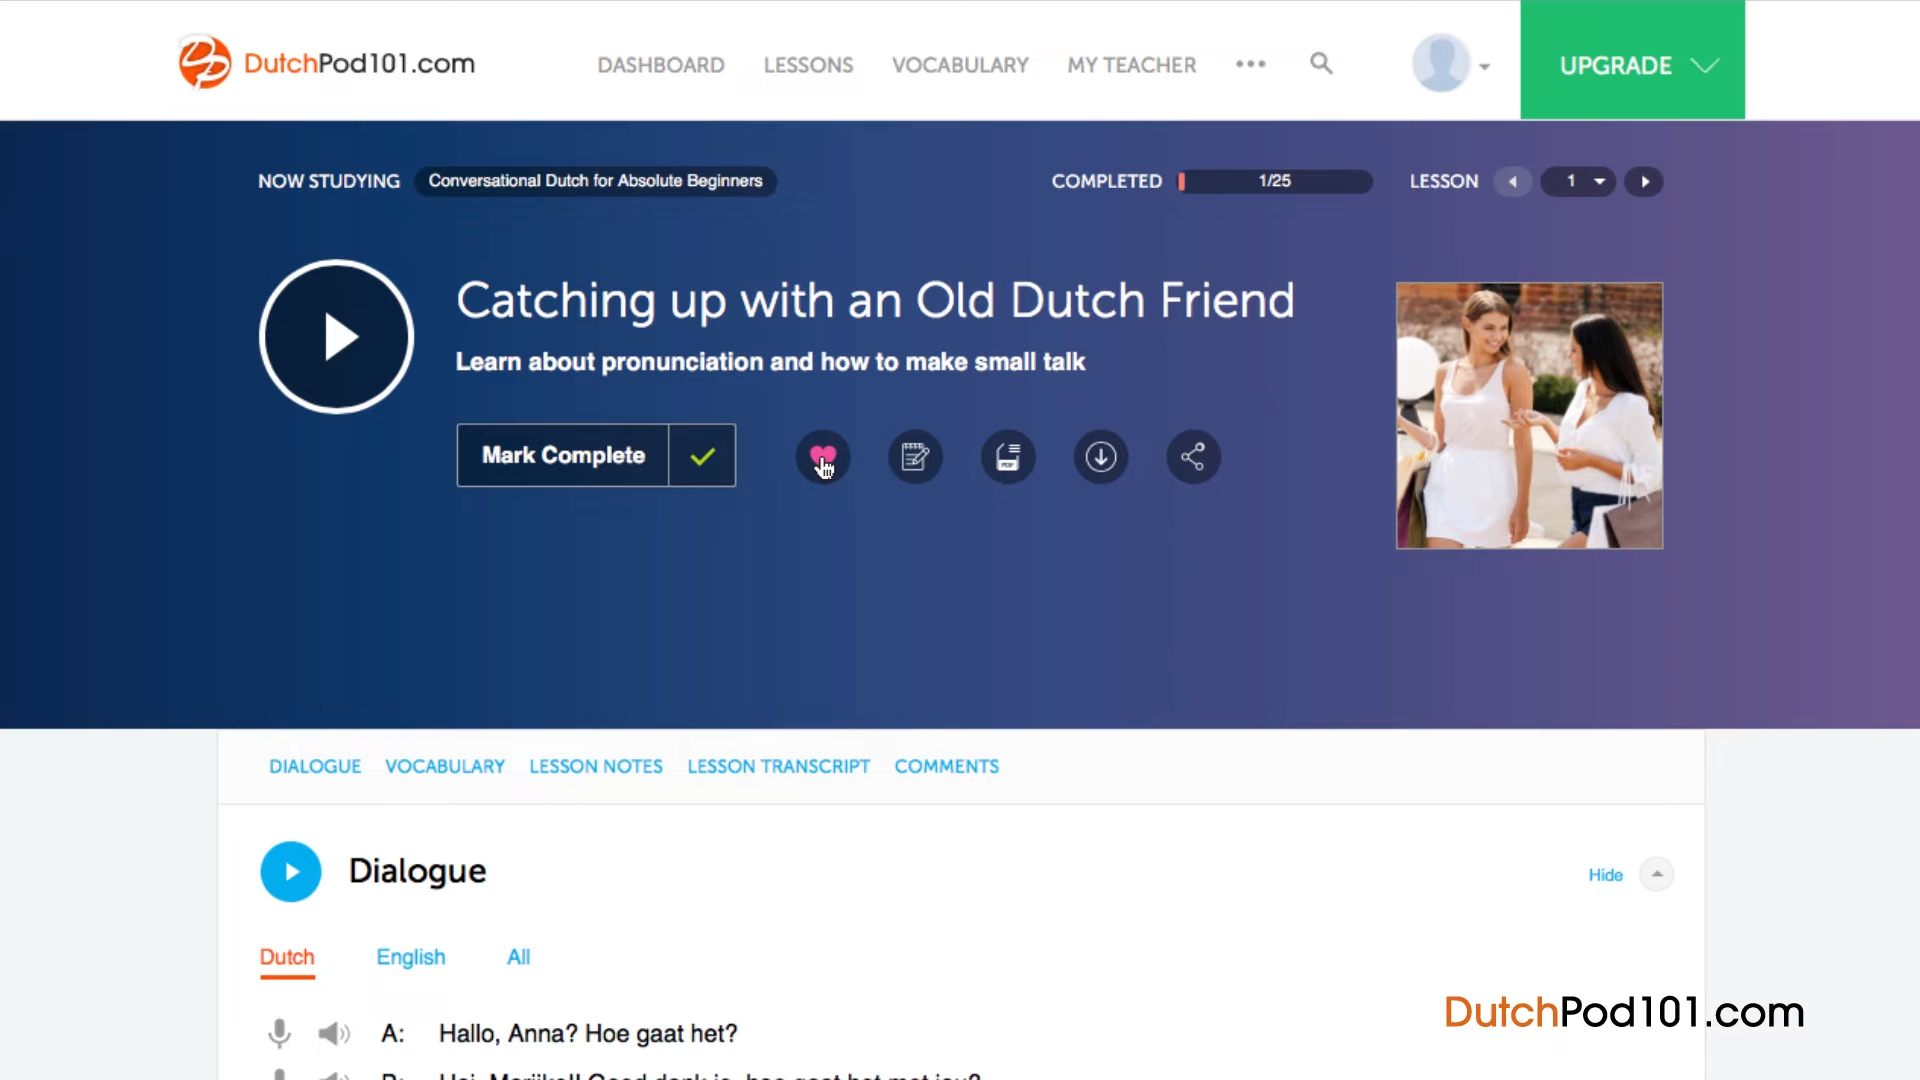 DutchPod101.com
DASHBOARD LESSONS VOCABULARY MY TEACHER
UPGRADE
NOW STUDYING Conversational Dutch for Absolute Beginners
COMPLETED 1/25 LESSON 1
Catching up with an Old Dutch Friend
Learn about pronunciation and how to make small talk
Mark Complete
PDF
DIALOGUE VOCABULARY LESSON NOTES LESSON TRANSCRIPT COMMENTS
Dialogue
Hide
Dutch English All
A: Hallo, Anna? Hoe gaat het?
DutchPod101.com